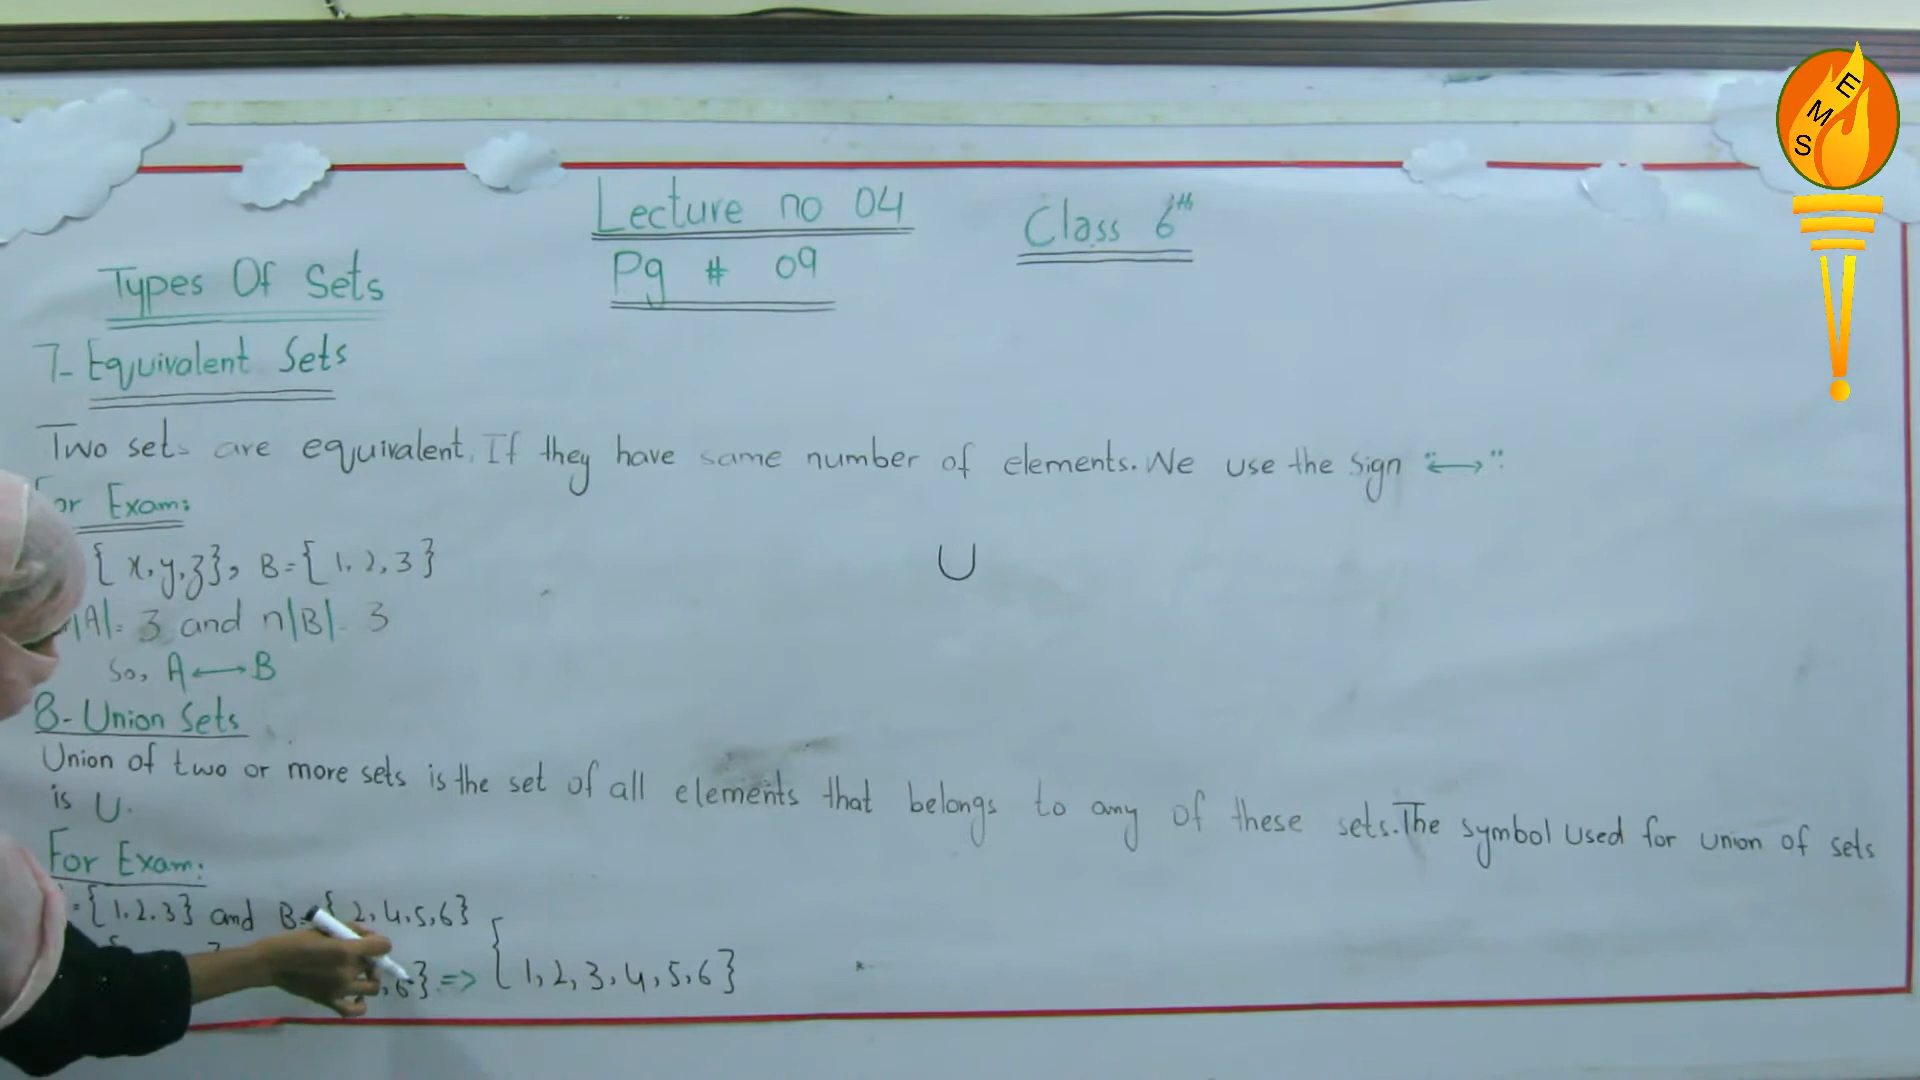 Lecture no 04
Class 6th
Pg # 09
Types Of Sets
7- Equivalent Sets
Two sets are equivalent. If they have same number of elements. We use the sign "⟷".
For Exam:
{ x, y, z }, B = { 1, 2, 3 }
|A| = 3 and n|B| = 3
So, A ⟷ B
∪
8- Union Sets
Union of two or more sets is the set of all elements that belongs to any of these sets. The symbol used for union of sets
is ∪.
For Exam:
= { 1, 2, 3 } and B = { 2, 4, 5, 6 }
, 6 } => { 1, 2, 3, 4, 5, 6 }
E
M
S